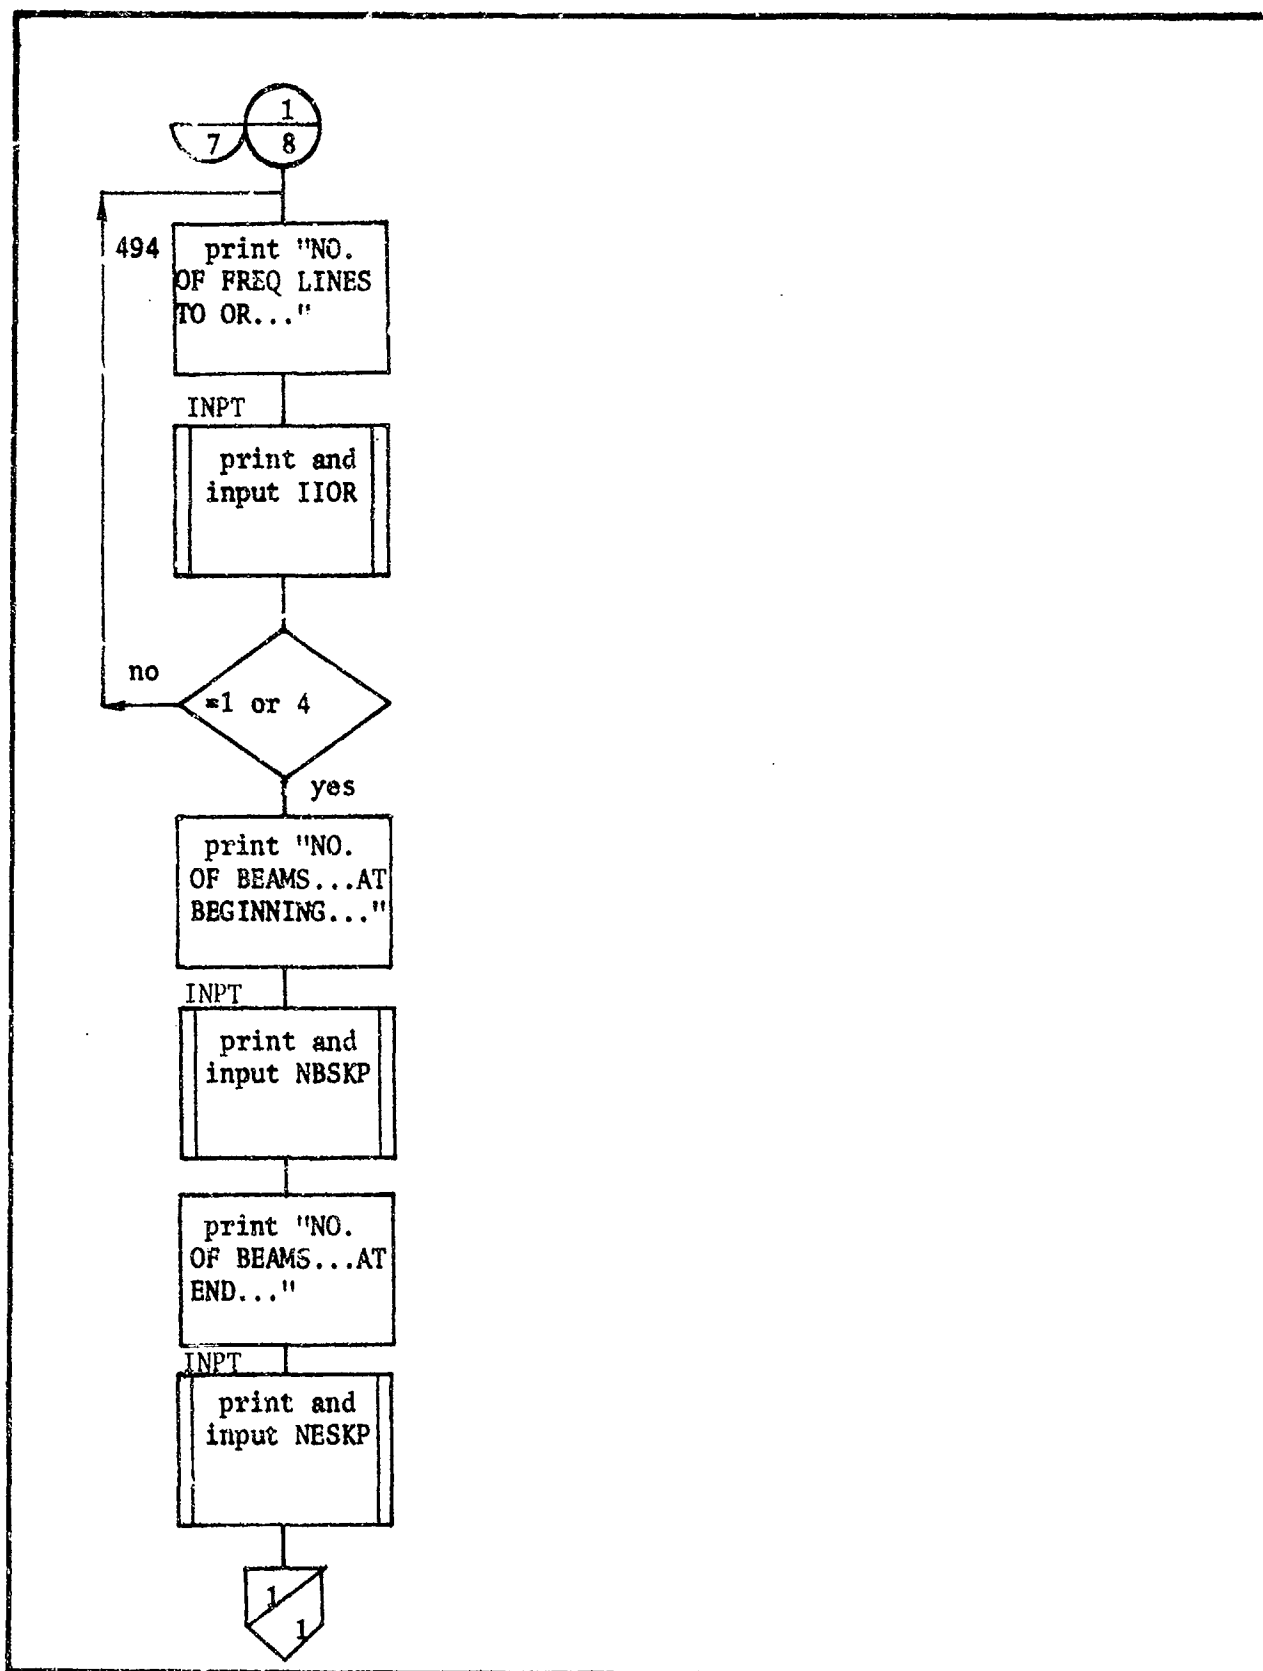 1
7 8
494
print "NO.
OF FREQ LINES
TO OR..."
INPT
print and
input IIOR
no
=1 or 4
yes
print "NO.
OF BEAMS...AT
BEGINNING..."
INPT
print and
input NBSKP
print "NO.
OF BEAMS...AT
END..."
INPT
print and
input NESKP
1
1